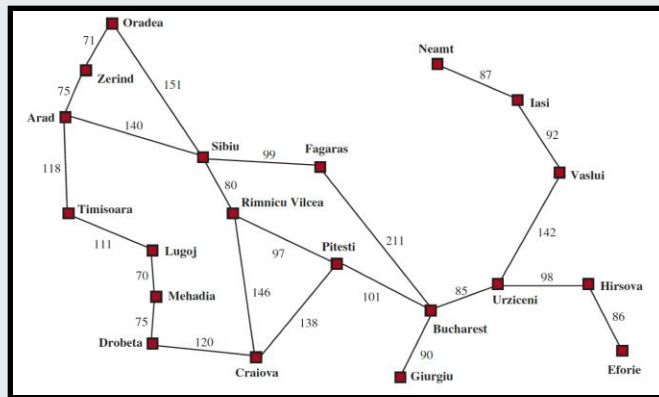 Oradea
71
Neamt
Zerind
87
151
75
Iasi
Arad
140
92
Sibiu
Fagaras
99
118
Vaslui
80
Timisoara
Rimnicu Vilcea
111
Lugoj
97
Pitesti
211
142
70
98
Hirsova
Mehadia
146
101
85
Urziceni
86
75
138
Bucharest
Drobeta
120
90
Craiova
Giurgiu
Eforie